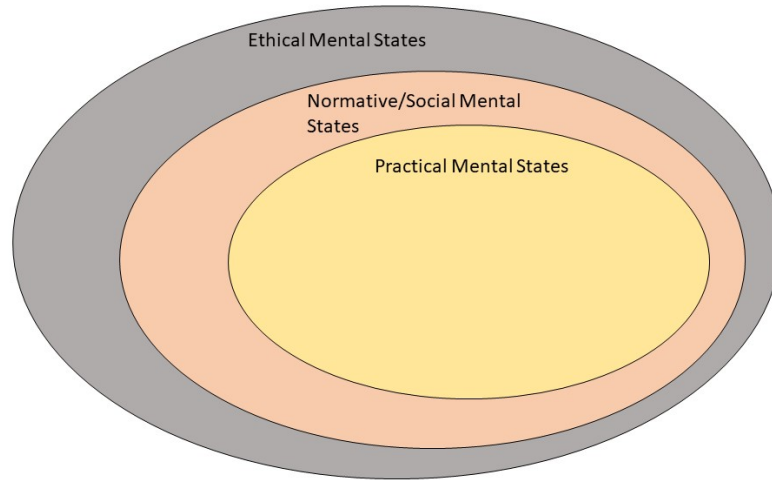 Ethical Mental States
Normative/Social Mental
States
Practical Mental States